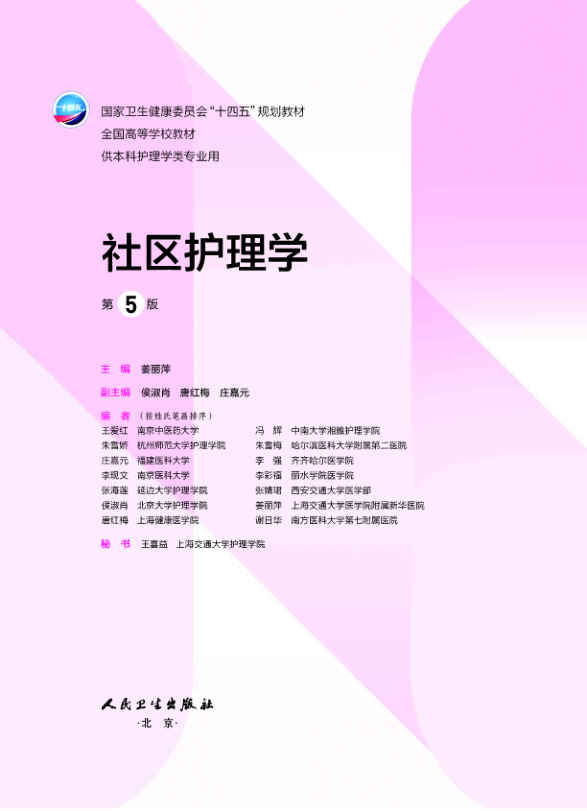 十四五
国家卫生健康委员会“十四五”规划教材
全国高等学校教材
供本科护理学类专业用
社区护理学
第 5 版
主 编 姜丽萍
副主编 侯淑肖 唐红梅 庄嘉元
编 者 （按姓氏笔画排序）
王爱红 南京中医药大学 冯 辉 中南大学湘雅护理学院
朱雪娇 杭州师范大学护理学院 朱雪梅 哈尔滨医科大学附属第二医院
庄嘉元 福建医科大学 李 强 齐齐哈尔医学院
李现文 南京医科大学 李彩福 丽水学院医学院
张海莲 延边大学护理学院 张婧珺 西安交通大学医学部
侯淑肖 北京大学护理学院 姜丽萍 上海交通大学医学院附属新华医院
唐红梅 上海健康医学院 谢日华 南方医科大学第七附属医院
秘 书 王喜益 上海交通大学护理学院
人民卫生出版社
·北 京·